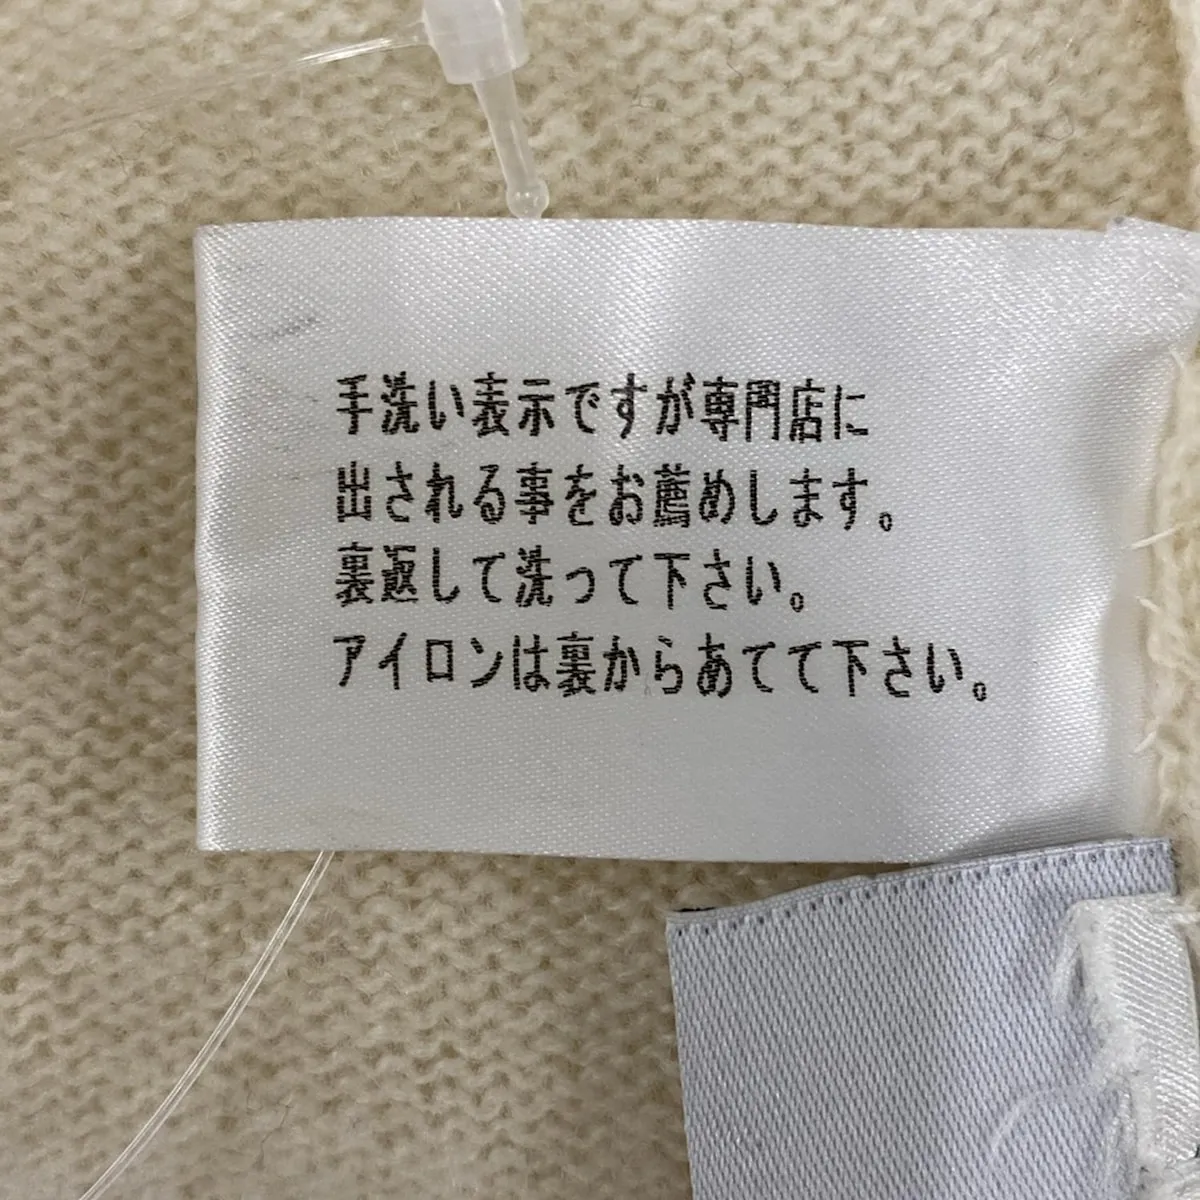 手洗い表示ですが専門店に
出される事をお薦めします。
裏返して洗って下さい。
アイロンは裏からあてて下さい。